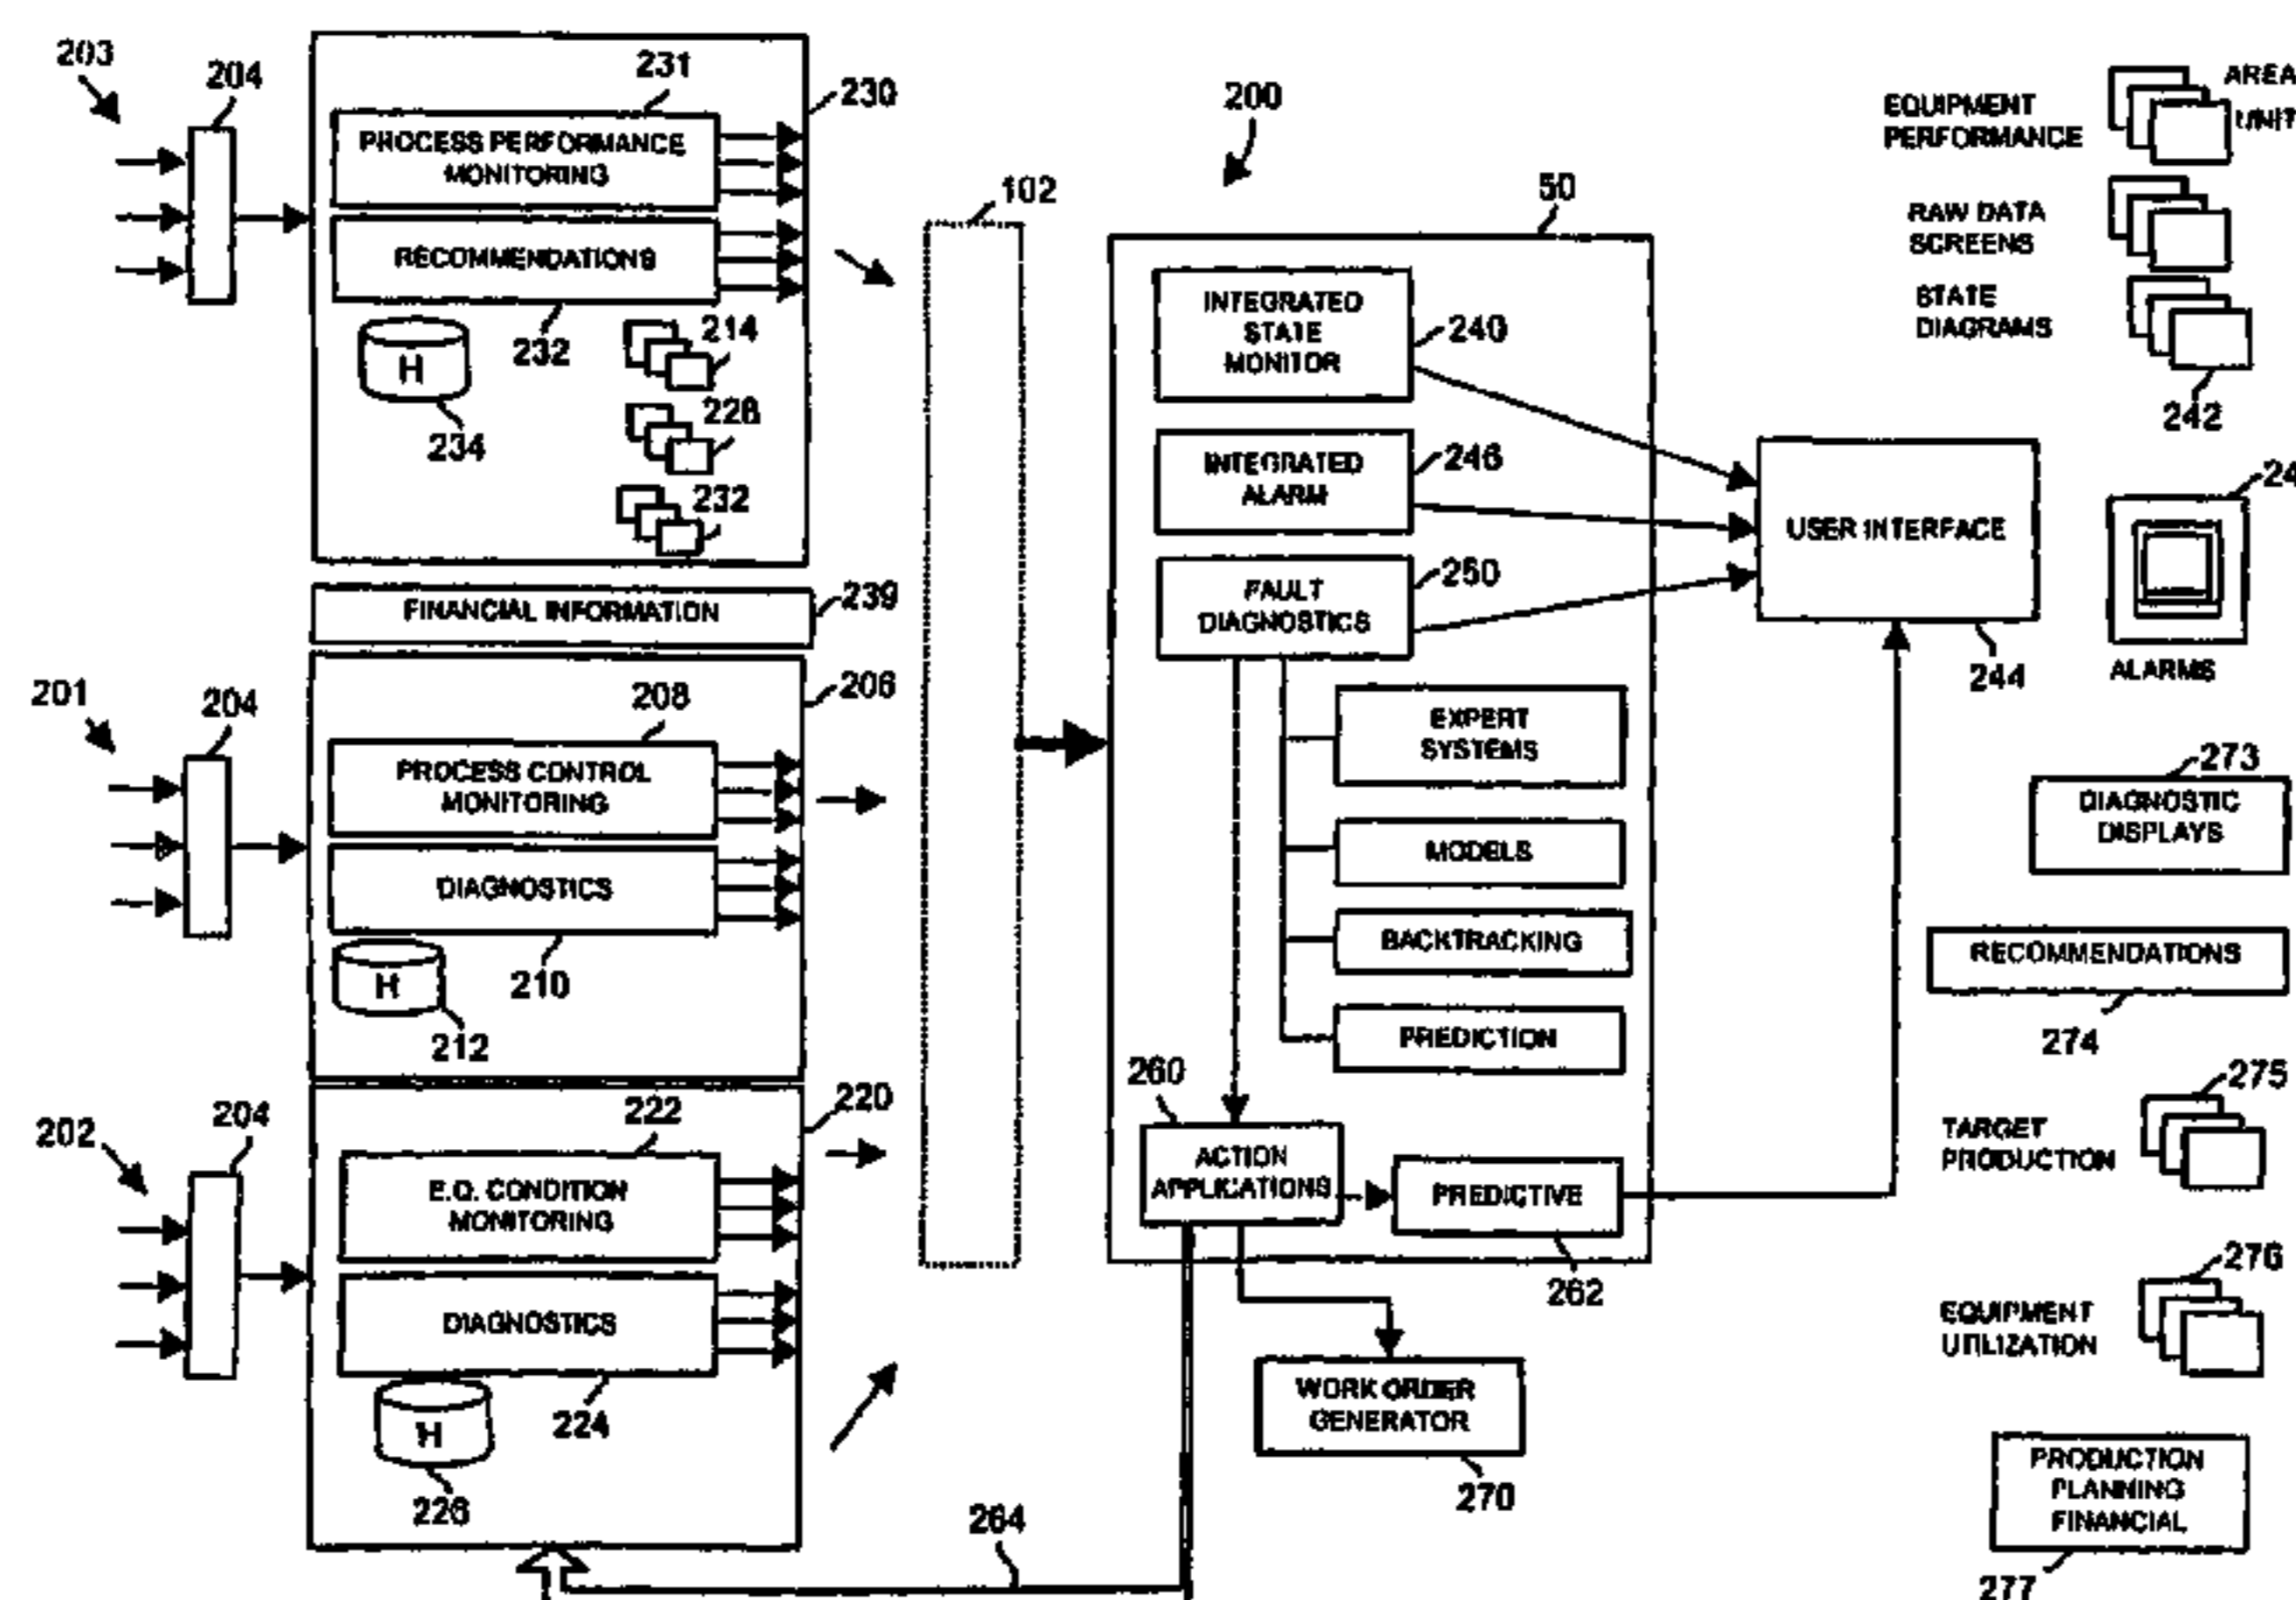 203
204
231
230
PROCESS PERFORMANCE
MONITORING
RECOMMENDATIONS
232
H
234
214
228
232
FINANCIAL INFORMATION
239
201
204
208
206
PROCESS CONTROL
MONITORING
DIAGNOSTICS
210
H
212
202
204
222
220
E.Q. CONDITION
MONITORING
DIAGNOSTICS
224
H
226
102
200
50
INTEGRATED
STATE
MONITOR
240
INTEGRATED
ALARM
246
FAULT
DIAGNOSTICS
250
EXPERT
SYSTEMS
MODELS
BACKTRACKING
PREDICTION
260
ACTION
APPLICATIONS
PREDICTIVE
262
WORK ORDER
GENERATOR
270
264
USER INTERFACE
244
EQUIPMENT
PERFORMANCE
AREA
UNIT
RAW DATA
SCREENS
STATE
DIAGRAMS
242
24
ALARMS
273
DIAGNOSTIC
DISPLAYS
RECOMMENDATIONS
274
275
TARGET
PRODUCTION
276
EQUIPMENT
UTILIZATION
PRODUCTION
PLANNING
FINANCIAL
277